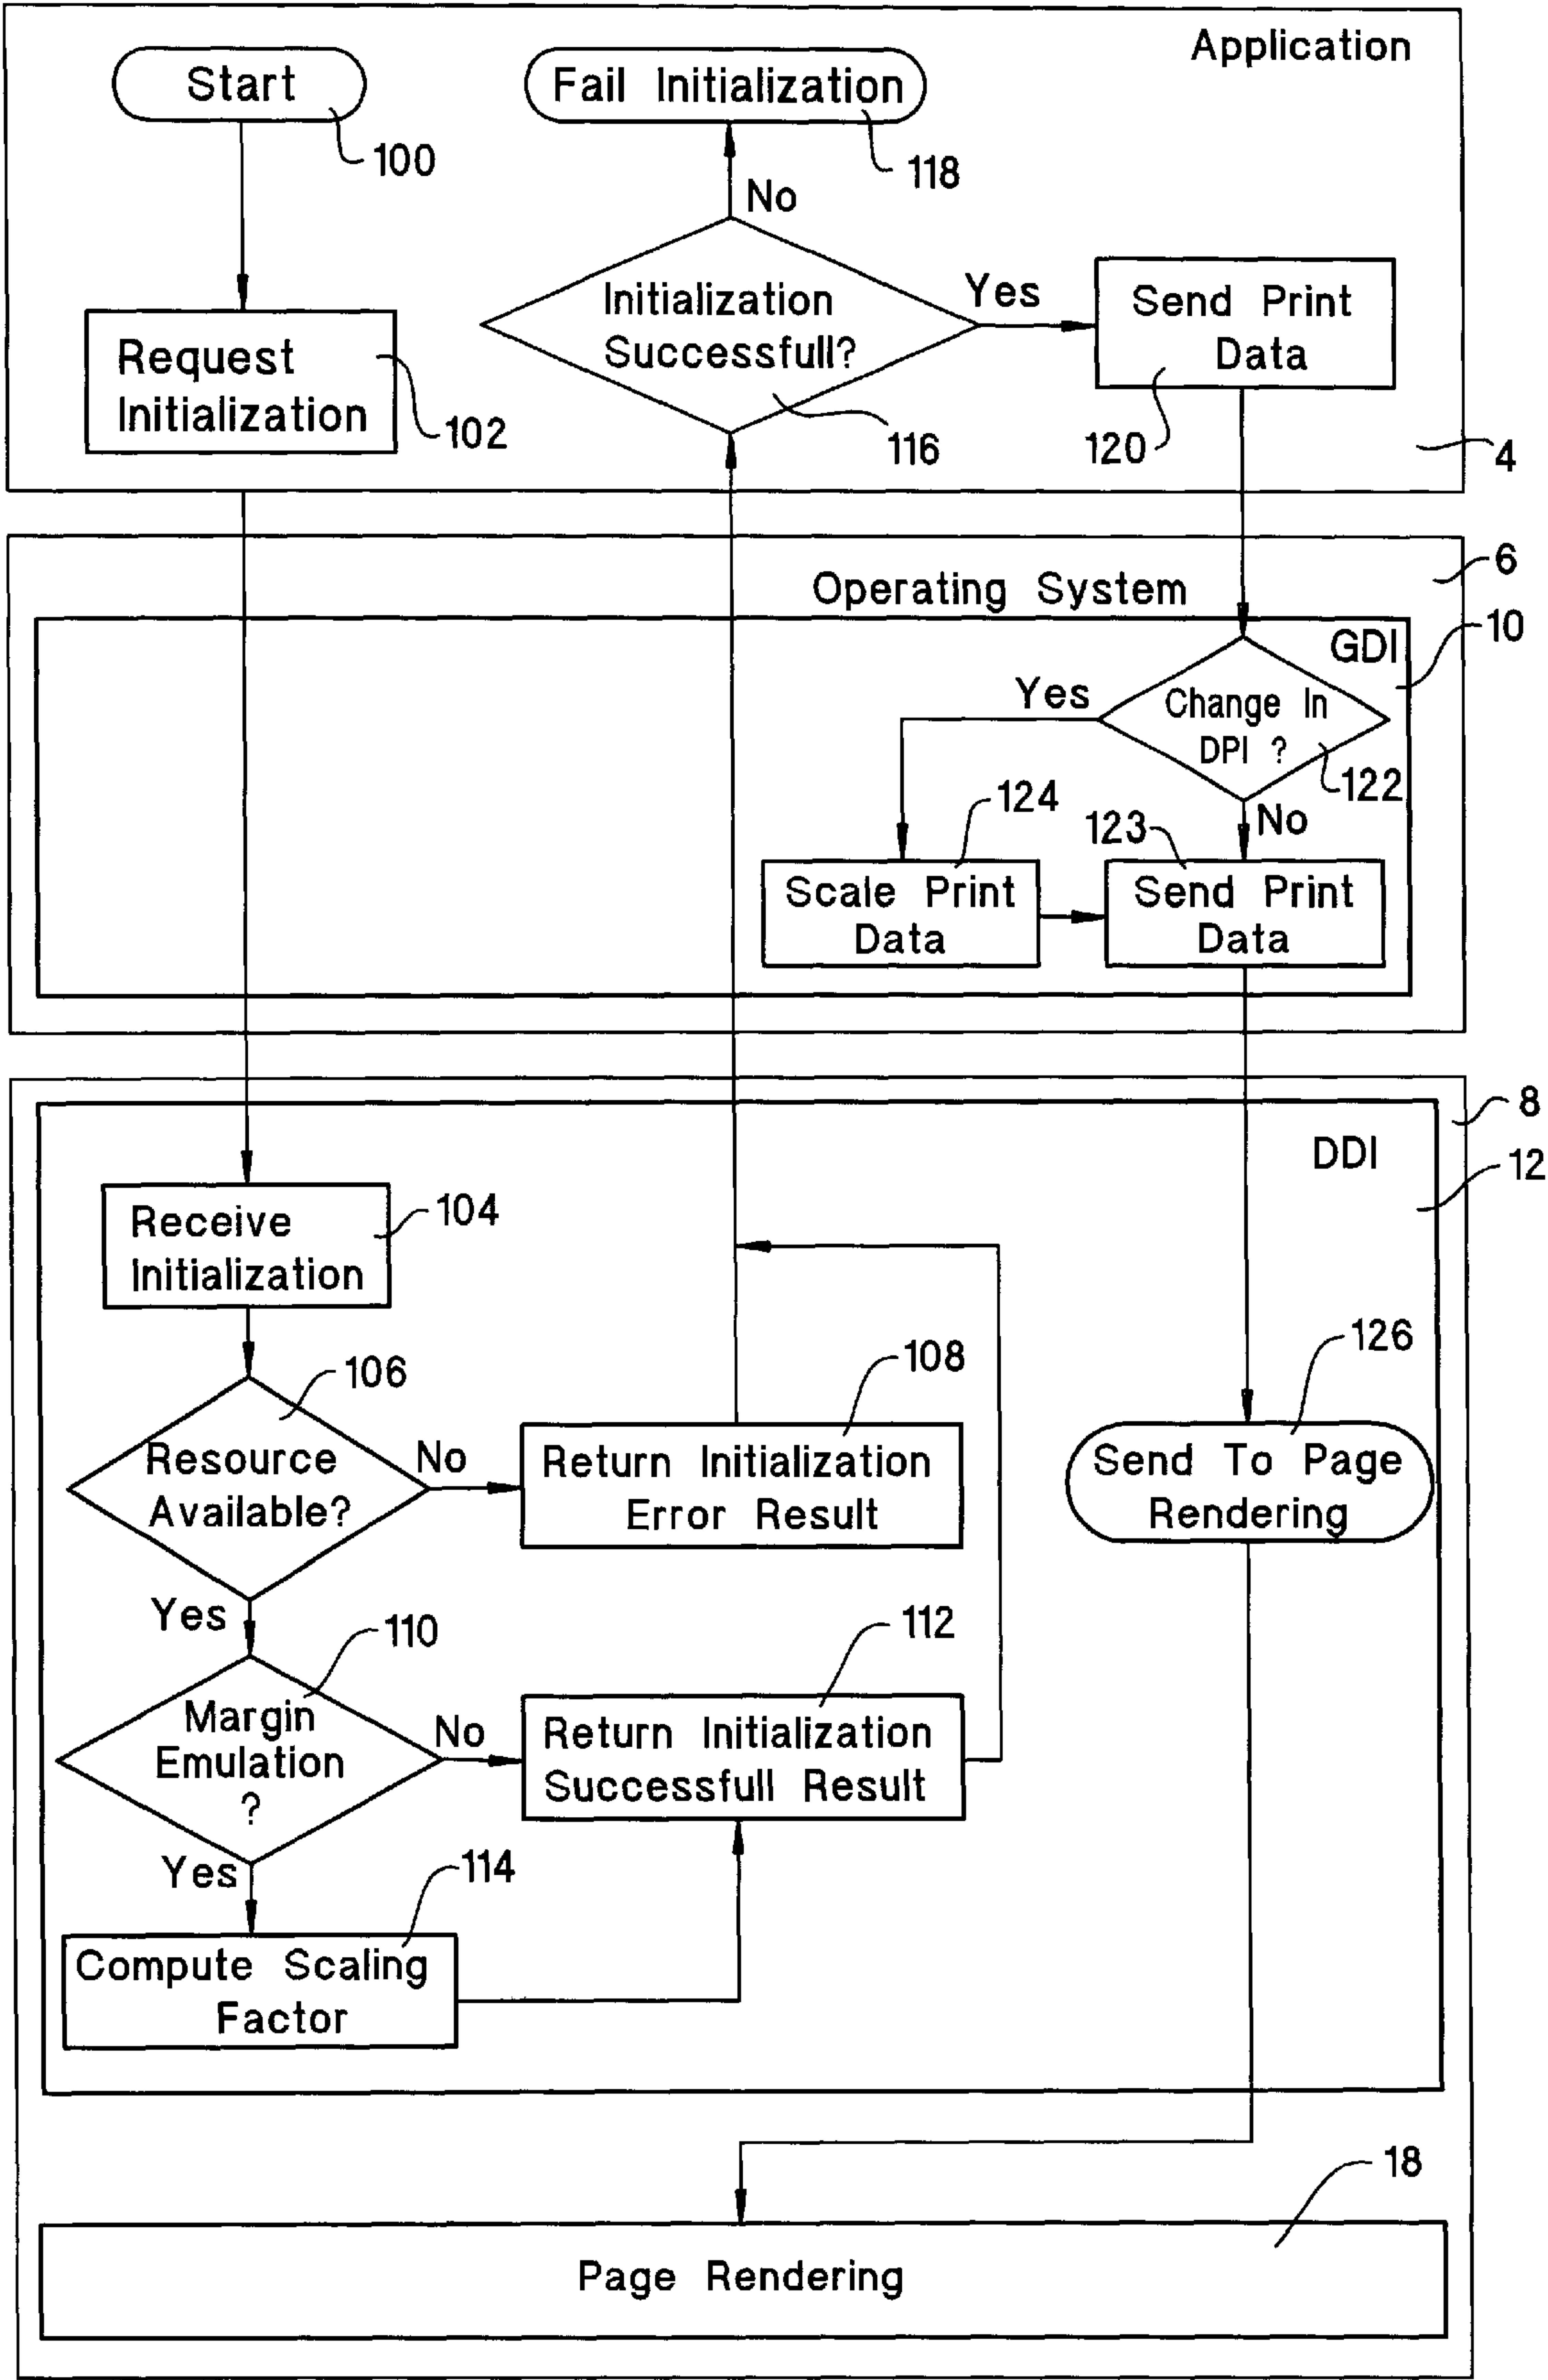 Application
Start
100
Fail Initialization
118
No
Initialization
Successfull?
116
Yes
Send Print
Data
120
Request
Initialization
102
4
6
Operating System
10
GDI
Change In
DPI ?
122
Yes
No
124
123
Scale Print
Data
Send Print
Data
8
DDI
12
Receive
Initialization
104
106
Resource
Available?
No
108
Return Initialization
Error Result
126
Send To Page
Rendering
Yes
110
Margin
Emulation
?
No
112
Return Initialization
Successfull Result
Yes
114
Compute Scaling
Factor
18
Page Rendering